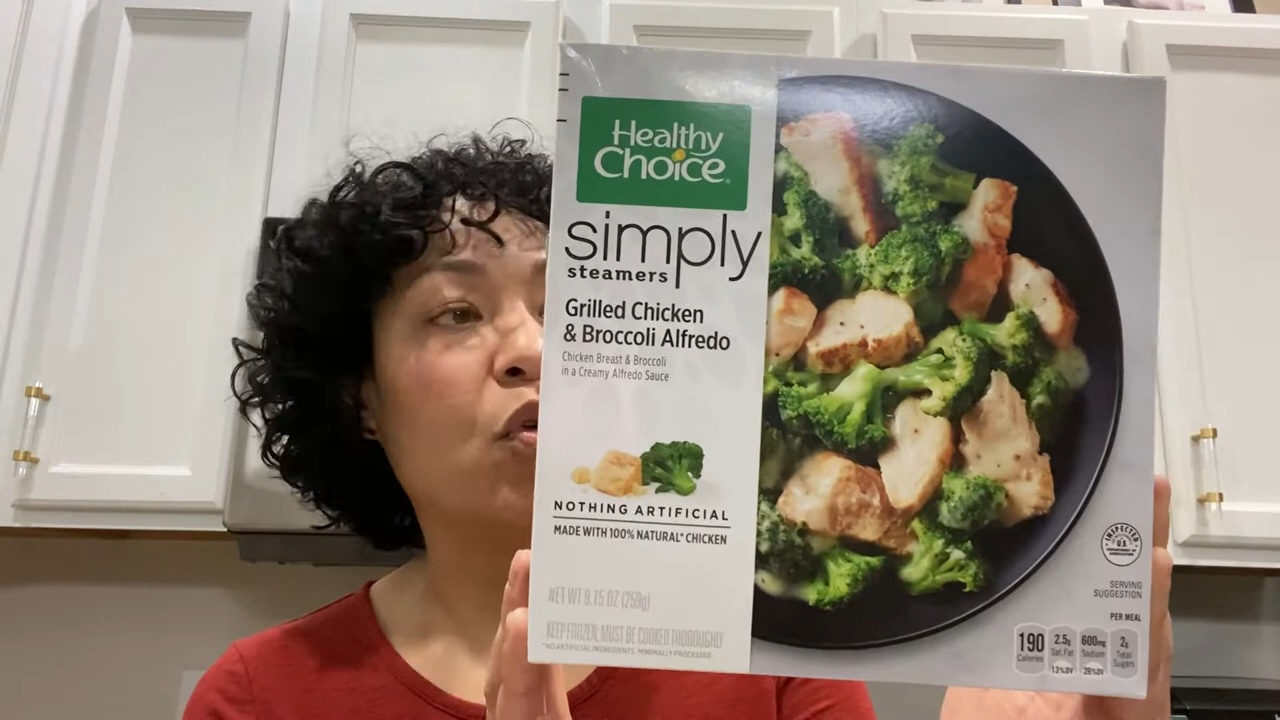 Healthy
Choice®
simply
steamers
Grilled Chicken
& Broccoli Alfredo
Chicken Breast & Broccoli
in a Creamy Alfredo Sauce
NOTHING ARTIFICIAL
MADE WITH 100% NATURAL* CHICKEN
NET WT 9.15 OZ (259g)
KEEP FROZEN; MUST BE COOKED THOROUGHLY
*NO ARTIFICIAL INGREDIENTS, MINIMALLY PROCESSED.
INSPECTED
U.S.
DEPARTMENT OF
AGRICULTURE
SERVING
SUGGESTION
PER MEAL
190 2.5g 600mg 2g
Calories Sat. Fat Sodium Total
Sugars
13%DV 26%DV